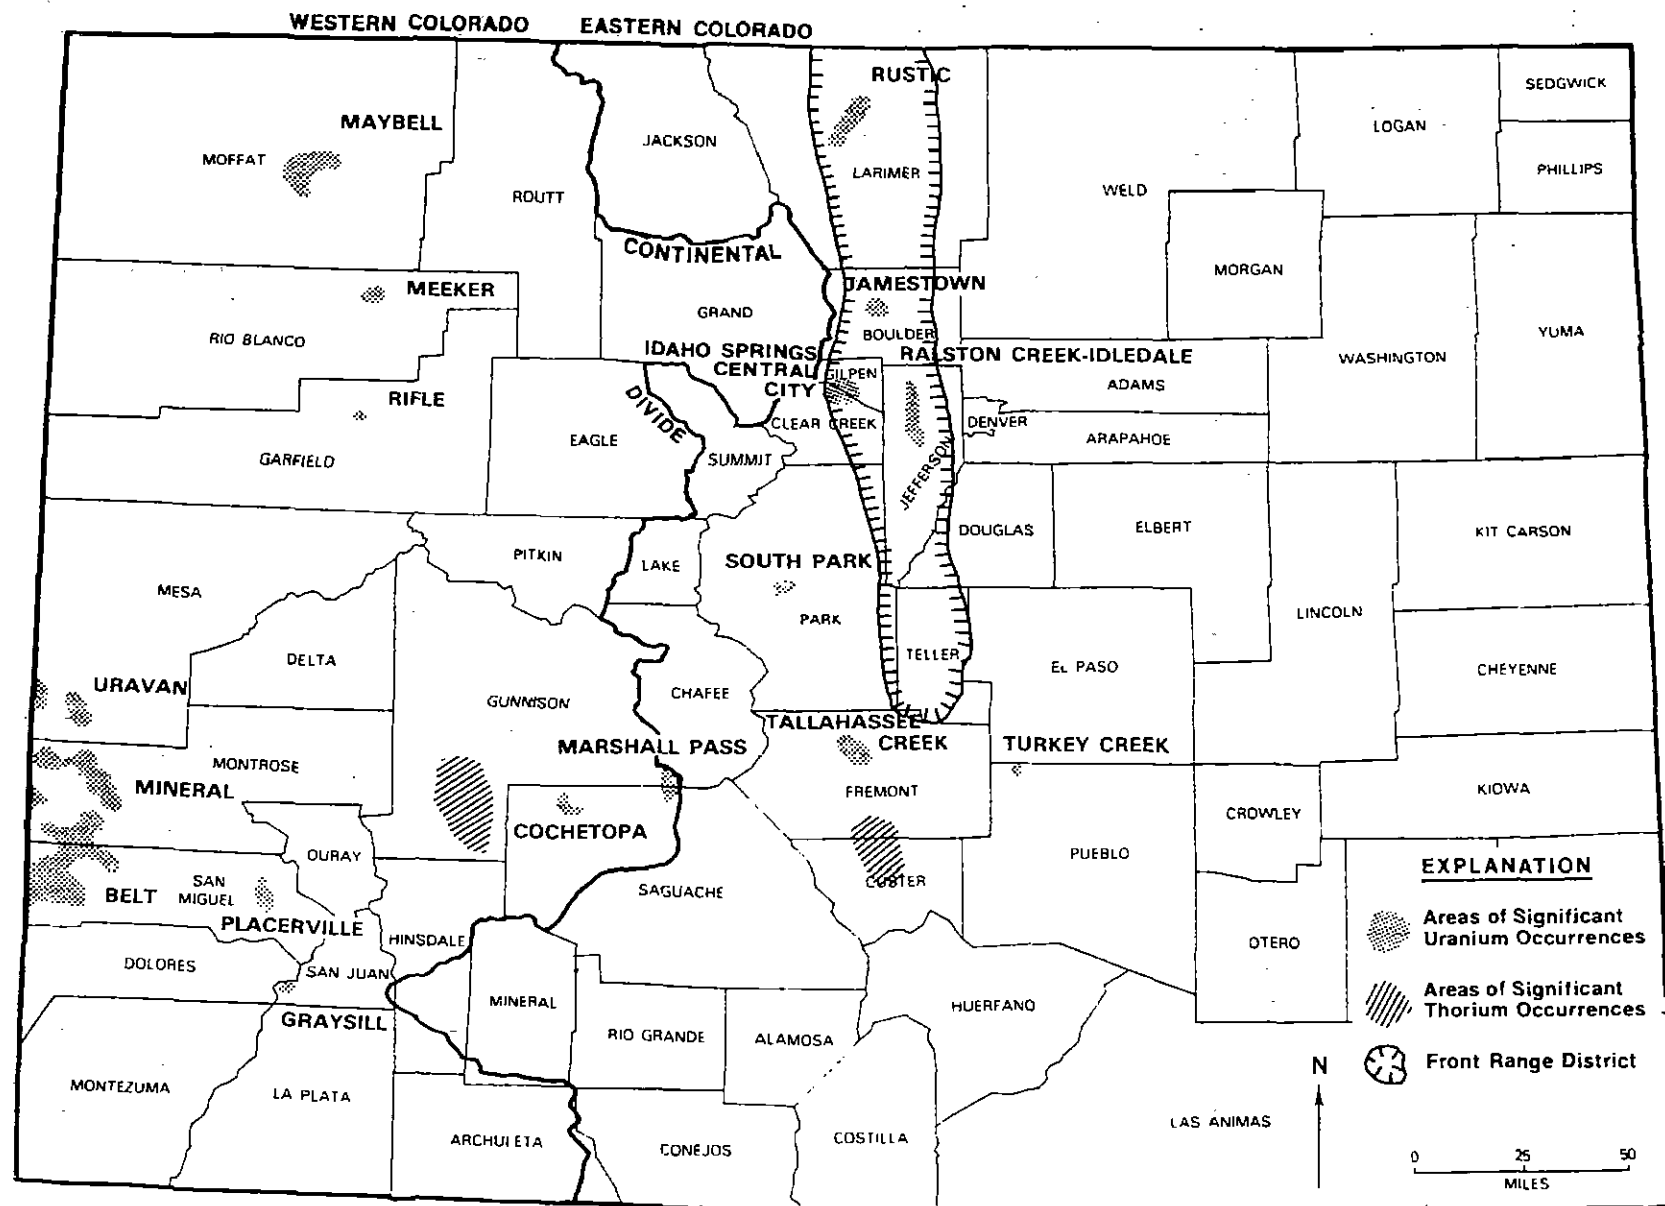 WESTERN COLORADO
EASTERN COLORADO
RUSTIC
SEDGWICK
MAYBELL
LOGAN
JACKSON
MOFFAT
LARIMER
PHILLIPS
ROUTT
WELD
CONTINENTAL
MORGAN
JAMESTOWN
MEEKER
GRAND
BOULDER
YUMA
RIO BLANCO
IDAHO SPRINGS
RALSTON CREEK-IDLEDALE
WASHINGTON
CENTRAL
GILPEN
CITY
ADAMS
RIFLE
DIVIDE
CLEAR CREEK
DENVER
EAGLE
ARAPAHOE
GARFIELD
SUMMIT
JEFFERSON
DOUGLAS
ELBERT
KIT CARSON
PITKIN
LAKE
SOUTH PARK
MESA
PARK
LINCOLN
DELTA
TELLER
EL PASO
CHEYENNE
URAVAN
GUNNISON
CHAFEE
TALLAHASSEE
CREEK
MARSHALL PASS
TURKEY CREEK
MONTROSE
MINERAL
FREMONT
KIOWA
COCHETOPA
CROWLEY
OURAY
PUEBLO
EXPLANATION
SAN
MIGUEL
BELT
SAGUACHE
CUSTER
Areas of Significant
Uranium Occurrences
PLACERVILLE
HINSDALE
OTERO
DOLORES
SAN JUAN
MINERAL
Areas of Significant
Thorium Occurrences
GRAYSILL
RIO GRANDE
ALAMOSA
HUERFANO
Front Range District
N
MONTEZUMA
LA PLATA
LAS ANIMAS
ARCHULETA
CONEJOS
COSTILLA
0 25 50
MILES